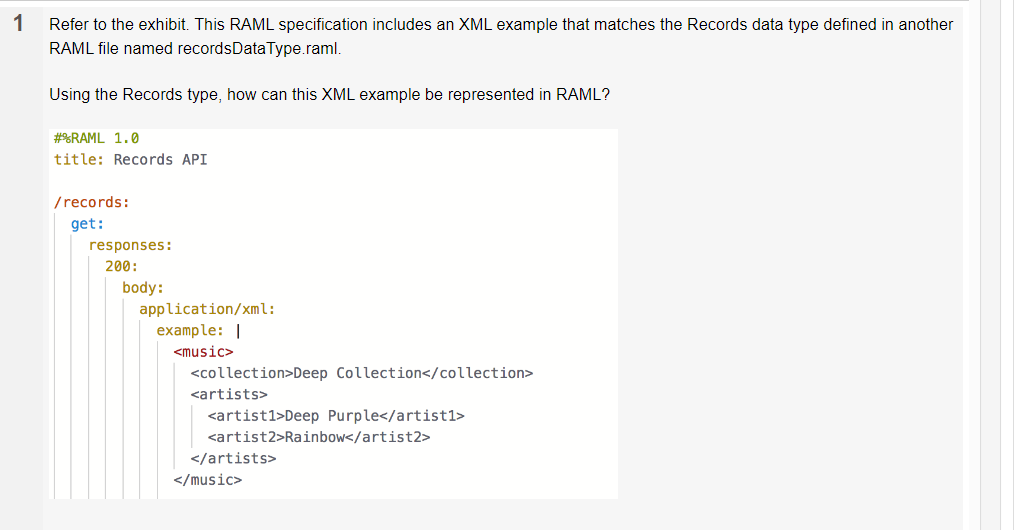 1
Refer to the exhibit. This RAML specification includes an XML example that matches the Records data type defined in another
RAML file named recordsDataType.raml.
Using the Records type, how can this XML example be represented in RAML?
#%RAML 1.0
title: Records API
/records:
get:
responses:
200:
body:
application/xml:
example: |
<music>
<collection>Deep Collection</collection>
<artists>
<artist1>Deep Purple</artist1>
<artist2>Rainbow</artist2>
</artists>
</music>